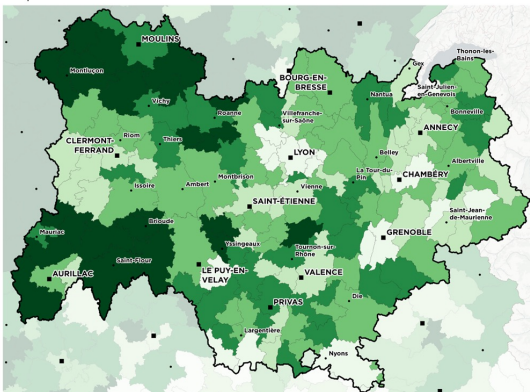 MOULINS
Montluçon
Vichy
CLERMONT-
FERRAND
Riom
Thiers
Roanne
Issoire
Ambert
Montbrison
BOURG-EN-
BRESSE
Villefranche-
sur-Saône
LYON
Nantua
Gex
Thonon-les-
Bains
Saint-Julien-
en-Genevois
Bonneville
ANNECY
Belley
Albertville
La Tour-du-
Pin
CHAMBÉRY
Vienne
SAINT-ÉTIENNE
Saint-Jean-
de-Maurienne
Mauriac
AURILLAC
Saint-Flour
Brioude
Yssingeaux
LE PUY-EN-
VELAY
Tournon-sur-
Rhône
GRENOBLE
VALENCE
PRIVAS
Die
Largentière
Nyons